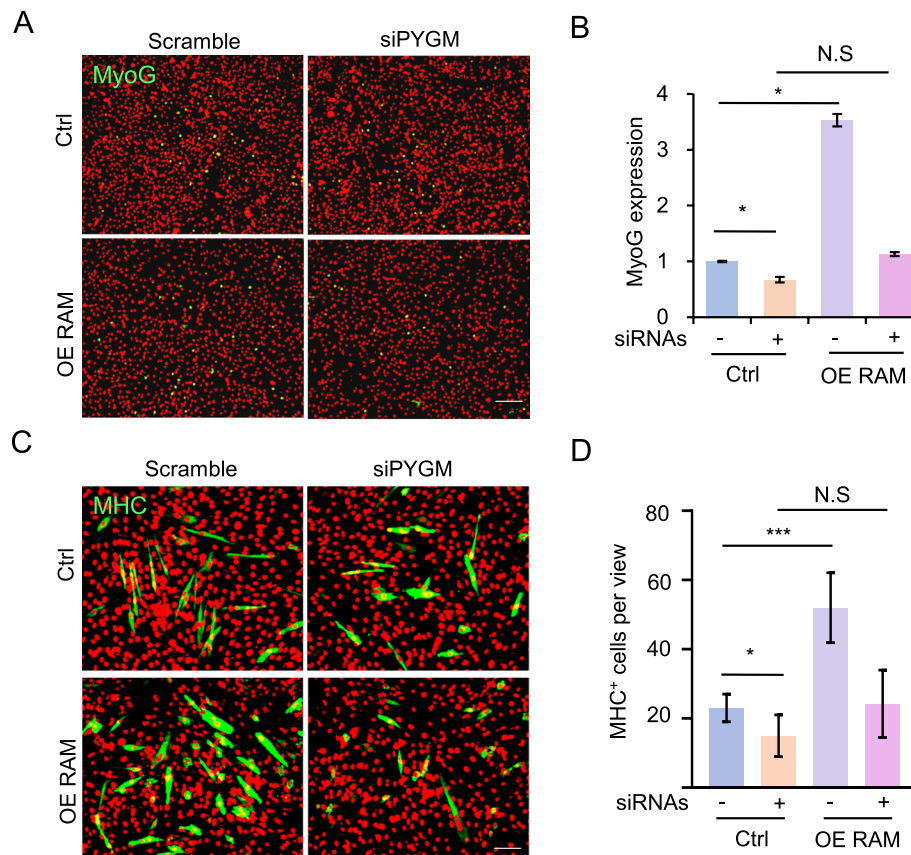 A
Scramble
siPYGM
MyoG
Ctrl
OE RAM
B
N.S
*
*
MyoG expression
4
3
2
1
0
siRNAs - + - +
Ctrl OE RAM
C
Scramble
siPYGM
MHC
Ctrl
OE RAM
D
N.S
***
*
MHC⁺ cells per view
80
60
40
20
siRNAs - + - +
Ctrl OE RAM